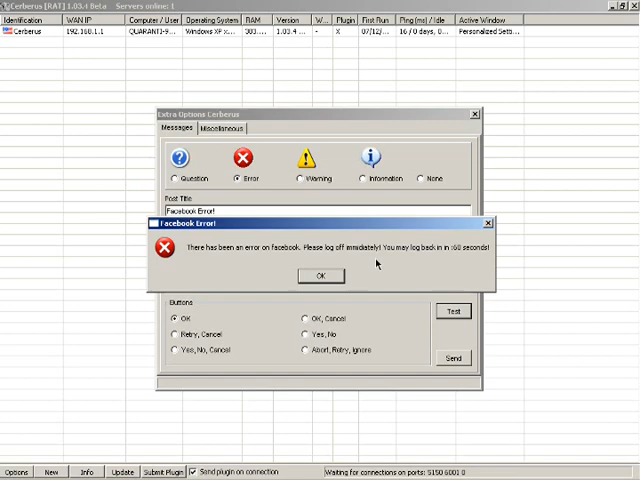 Cerberus [RAT] 1.03.4 Beta Servers online: 1
Identification WAN IP Computer / User Operating System RAM Version W... Plugin First Run Ping (ms) / Idle Active Window
Cerberus 192.168.1.1 QUARANTI-9... Windows XP x... 383.... 1.03.4 ... - X 07/12/... 16 / 0 days, 0... Personalized Setti...
Extra Options Cerberus
Messages Miscellaneous
Question Error Warning Information None
Post Title
Facebook Error!
Facebook Error!
There has been an error on facebook. Please log off immidiately! You may log back in in :60 seconds!
OK
Buttons
OK OK, Cancel Test
Retry, Cancel Yes, No
Yes, No, Cancel Abort, Retry, Ignore Send
Options New Info Update Submit Plugin Send plugin on connection Waiting for connections on ports: 5150 6001 0